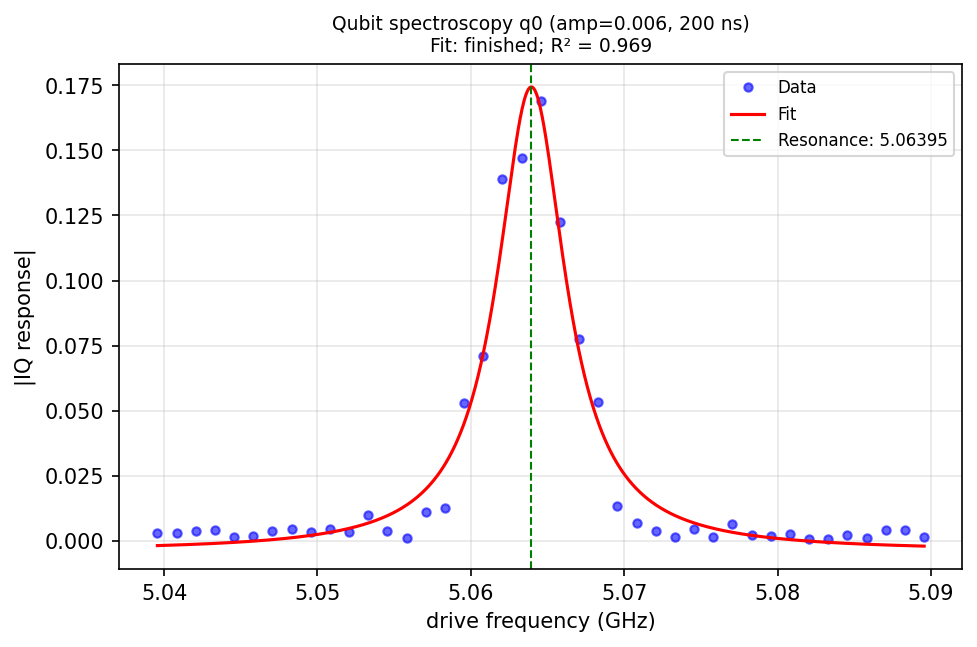 Qubit spectroscopy q0 (amp=0.006, 200 ns)
Fit: finished; R² = 0.969
Data
Fit
Resonance: 5.06395
|IQ response|
0.175
0.150
0.125
0.100
0.075
0.050
0.025
0.000
5.04 5.05 5.06 5.07 5.08 5.09
drive frequency (GHz)